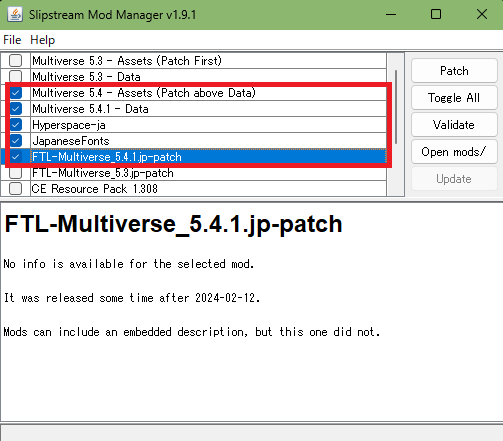 Slipstream Mod Manager v1.9.1
File Help
Multiverse 5.3 - Assets (Patch First)
Multiverse 5.3 - Data
Multiverse 5.4 - Assets (Patch above Data)
Multiverse 5.4.1 - Data
Hyperspace-ja
JapaneseFonts
FTL-Multiverse_5.4.1.jp-patch
FTL-Multiverse_5.3.jp-patch
CE Resource Pack 1.308
Patch
Toggle All
Validate
Open mods/
Update
FTL-Multiverse_5.4.1.jp-patch
No info is available for the selected mod.
It was released some time after 2024-02-12.
Mods can include an embedded description, but this one did not.